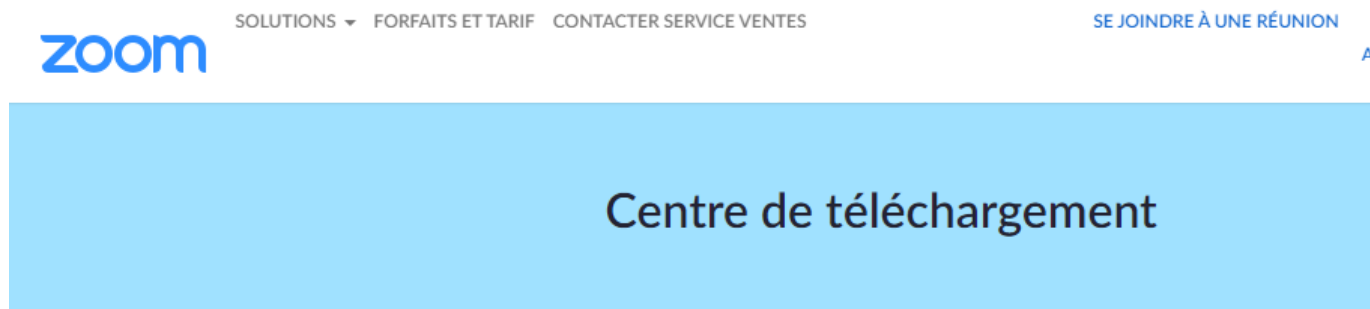 zoom
SOLUTIONS FORFAITS ET TARIF CONTACTER SERVICE VENTES
SE JOINDRE À UNE RÉUNION
A
Centre de téléchargement